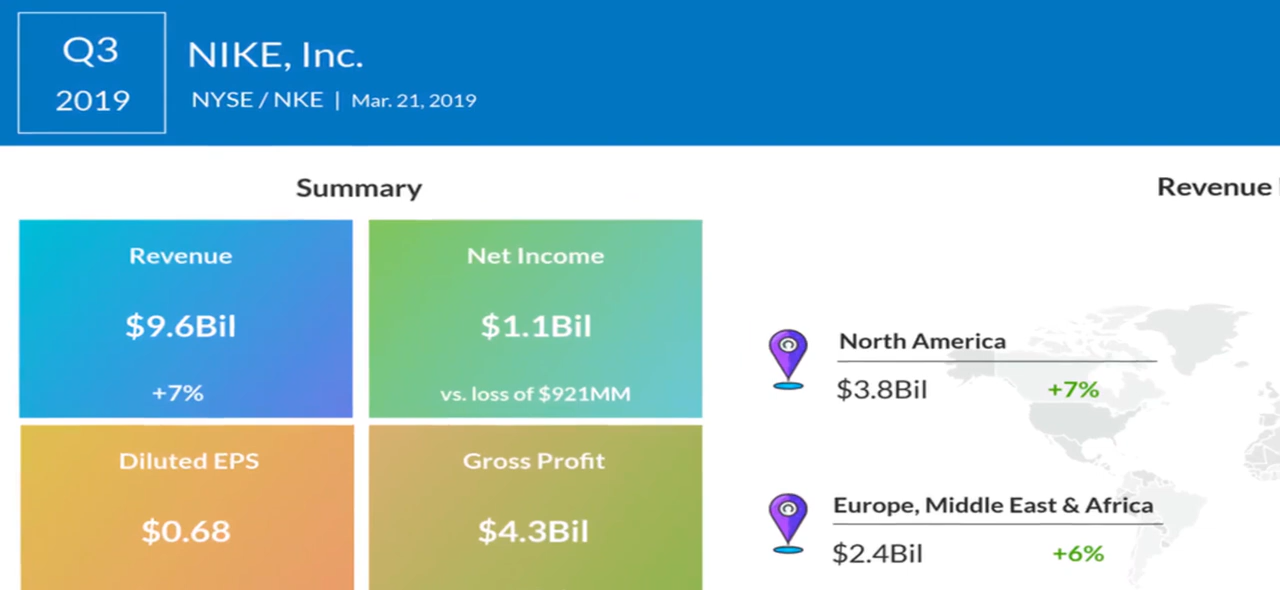 Q3
2019
NIKE, Inc.
NYSE / NKE | Mar. 21, 2019
Summary
Revenue
$9.6Bil
+7%
Net Income
$1.1Bil
vs. loss of $921MM
Diluted EPS
$0.68
Gross Profit
$4.3Bil
Revenue
North America
$3.8Bil +7%
Europe, Middle East & Africa
$2.4Bil +6%